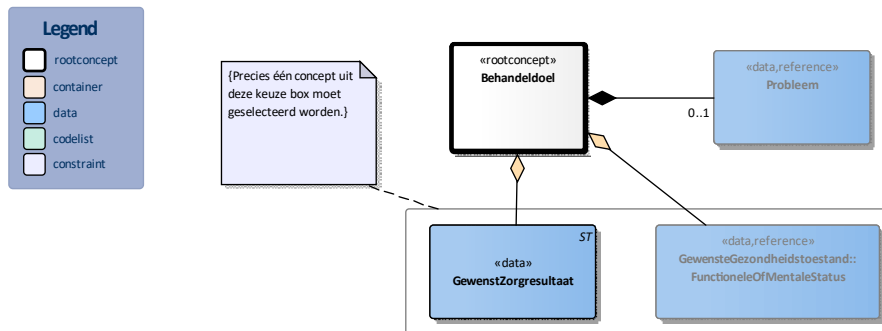 Legend
rootconcept
container
data
codelist
constraint
{Precies één concept uit
deze keuze box moet
geselecteerd worden.}
«rootconcept»
Behandeldoel
«data,reference»
Probleem
0..1
ST
«data»
GewenstZorgresultaat
«data,reference»
GewensteGezondheidstoestand::
FunctioneleOfMentaleStatus